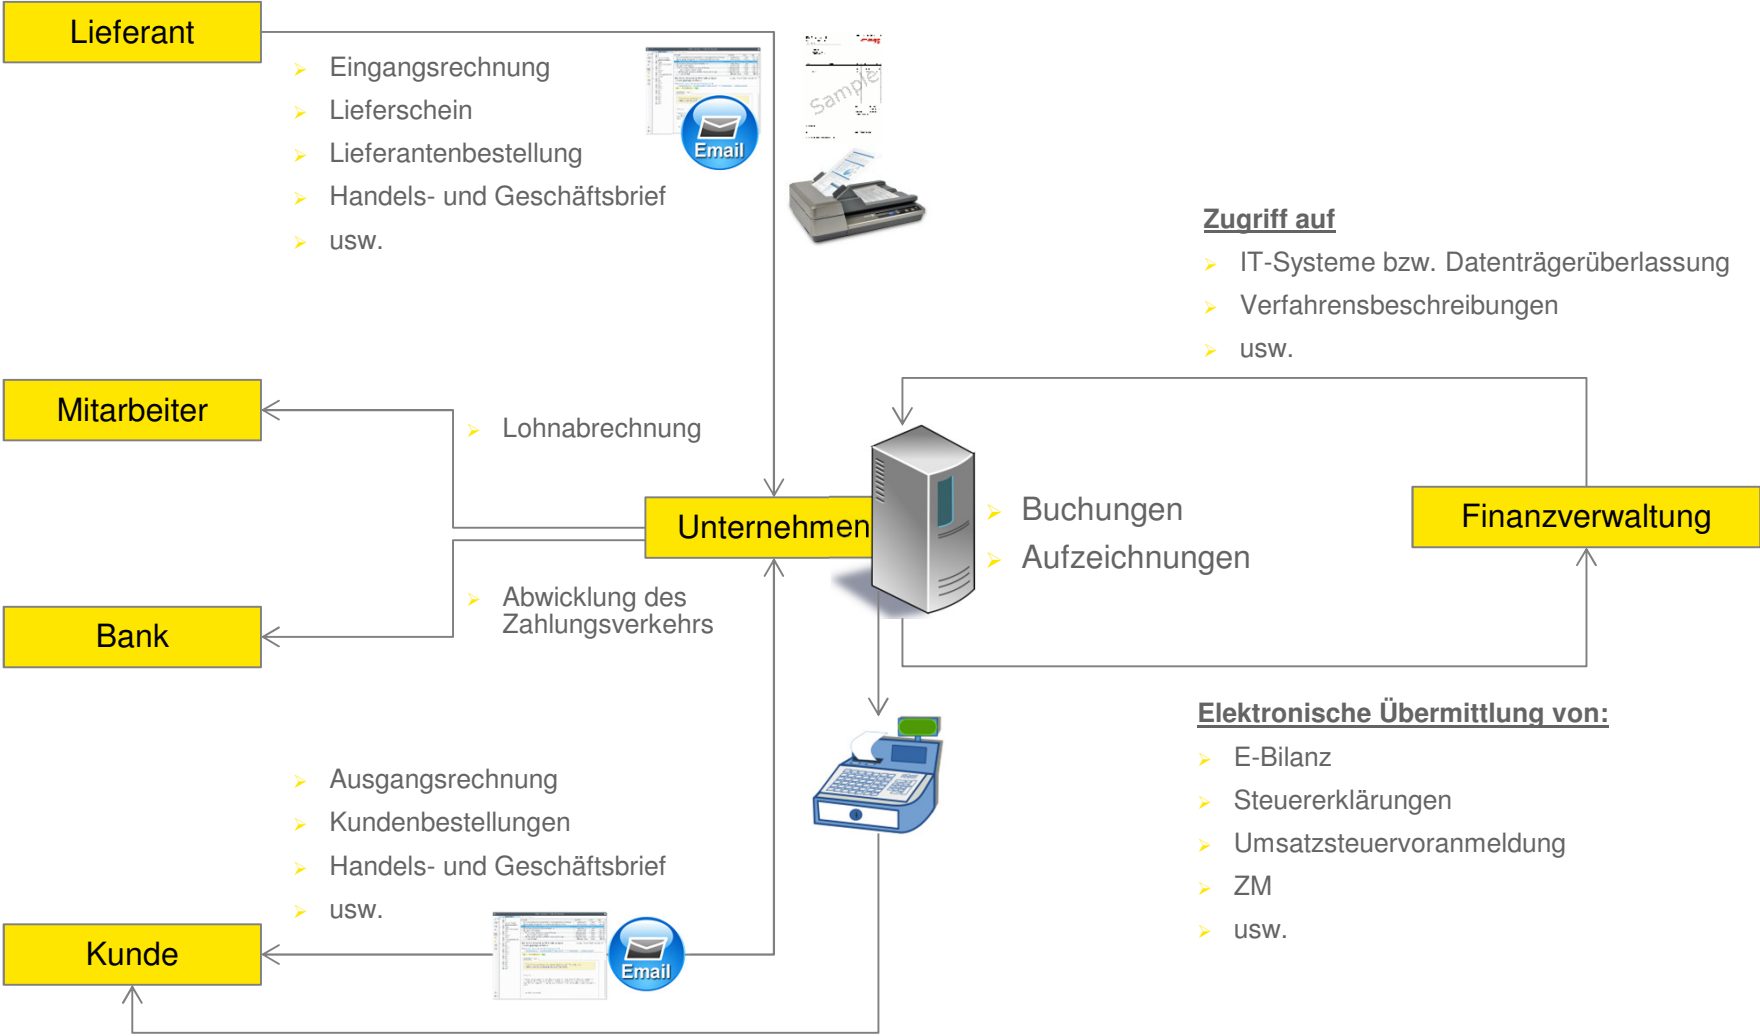 Lieferant
Eingangsrechnung
Lieferschein
Lieferantenbestellung
Handels- und Geschäftsbrief
usw.
Email
Sample
Zugriff auf
IT-Systeme bzw. Datenträgerüberlassung
Verfahrensbeschreibungen
usw.
Mitarbeiter
Lohnabrechnung
Unternehmen
Buchungen
Aufzeichnungen
Finanzverwaltung
Bank
Abwicklung des
Zahlungsverkehrs
Elektronische Übermittlung von:
E-Bilanz
Steuererklärungen
Umsatzsteuervoranmeldung
ZM
usw.
Ausgangsrechnung
Kundenbestellungen
Handels- und Geschäftsbrief
usw.
Kunde
Email